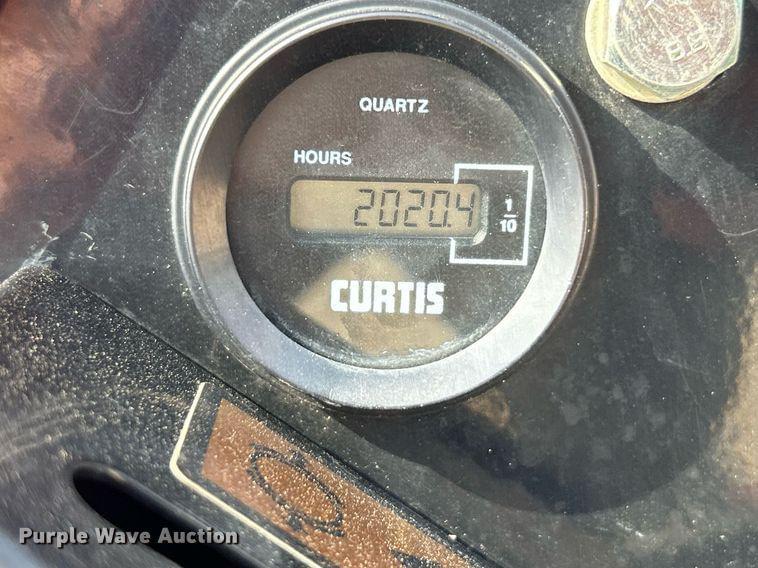 QUARTZ
HOURS
2020.4
1
10
CURTIS
Purple Wave Auction